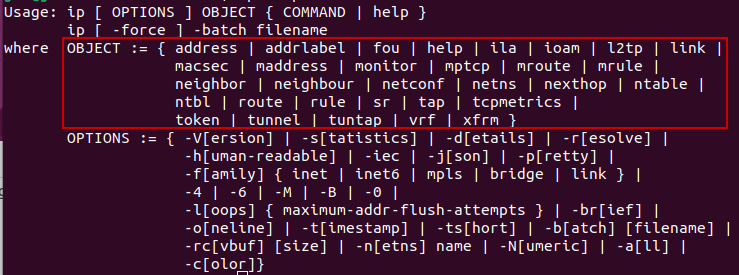 Usage: ip [ OPTIONS ] OBJECT { COMMAND | help }
       ip [ -force ] -batch filename
where  OBJECT := { address | addrlabel | fou | help | ila | ioam | l2tp | link |
                   macsec | maddress | monitor | mptcp | mroute | mrule |
                   neighbor | neighbour | netconf | netns | nexthop | ntable |
                   ntbl | route | rule | sr | tap | tcpmetrics |
                   token | tunnel | tuntap | vrf | xfrm }
       OPTIONS := { -V[ersion] | -s[tatistics] | -d[etails] | -r[esolve] |
                    -h[uman-readable] | -iec | -j[son] | -p[retty] |
                    -f[amily] { inet | inet6 | mpls | bridge | link } |
                    -4 | -6 | -M | -B | -0 |
                    -l[oops] { maximum-addr-flush-attempts } | -br[ief] |
                    -o[neline] | -t[imestamp] | -ts[hort] | -b[atch] [filename] |
                    -rc[vbuf] [size] | -n[etns] name | -N[umeric] | -a[ll] |
                    -c[olor]}